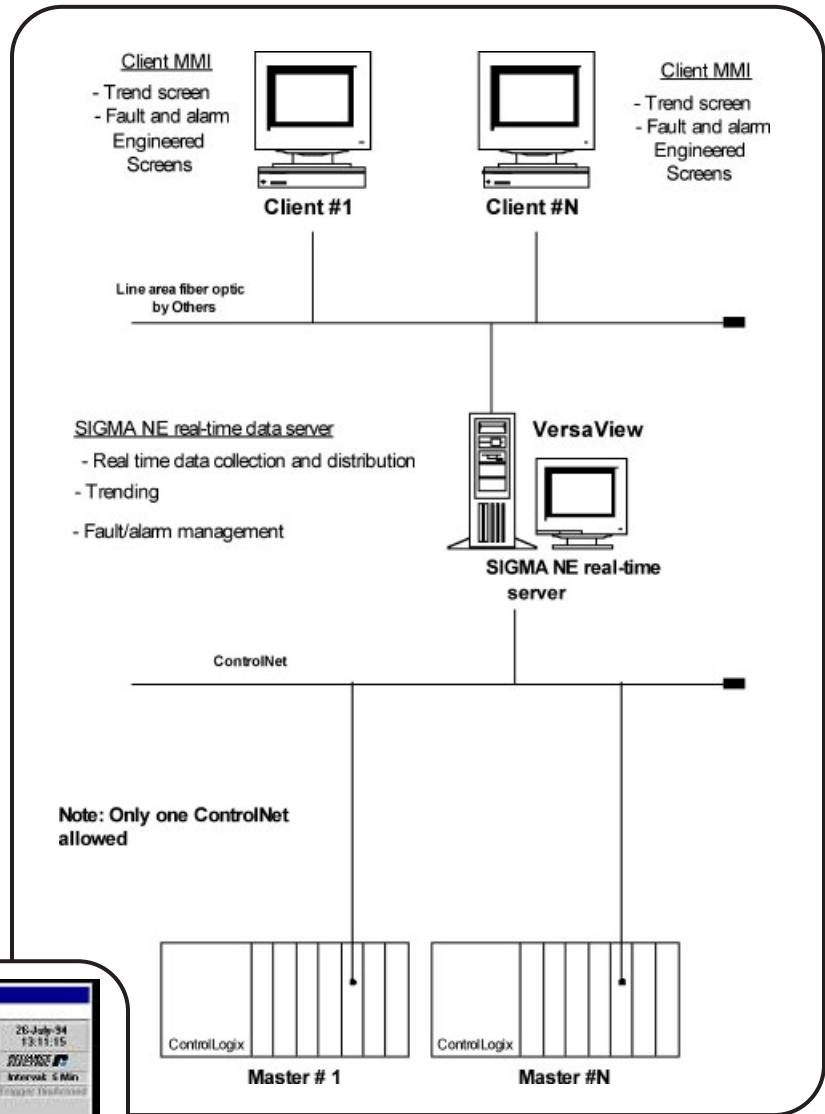 Client MMI
- Trend screen
- Fault and alarm
Engineered
Screens
Client #1
Client MMI
- Trend screen
- Fault and alarm
Engineered
Screens
Client #N
Line area fiber optic
by Others
SIGMA NE real-time data server
- Real time data collection and distribution
- Trending
- Fault/alarm management
VersaView
SIGMA NE real-time
server
ControlNet
Note: Only one ControlNet
allowed
ControlLogix
Master # 1
ControlLogix
Master #N
26-July-94
13:11:15
RELIANCE
Interval: 5 Min